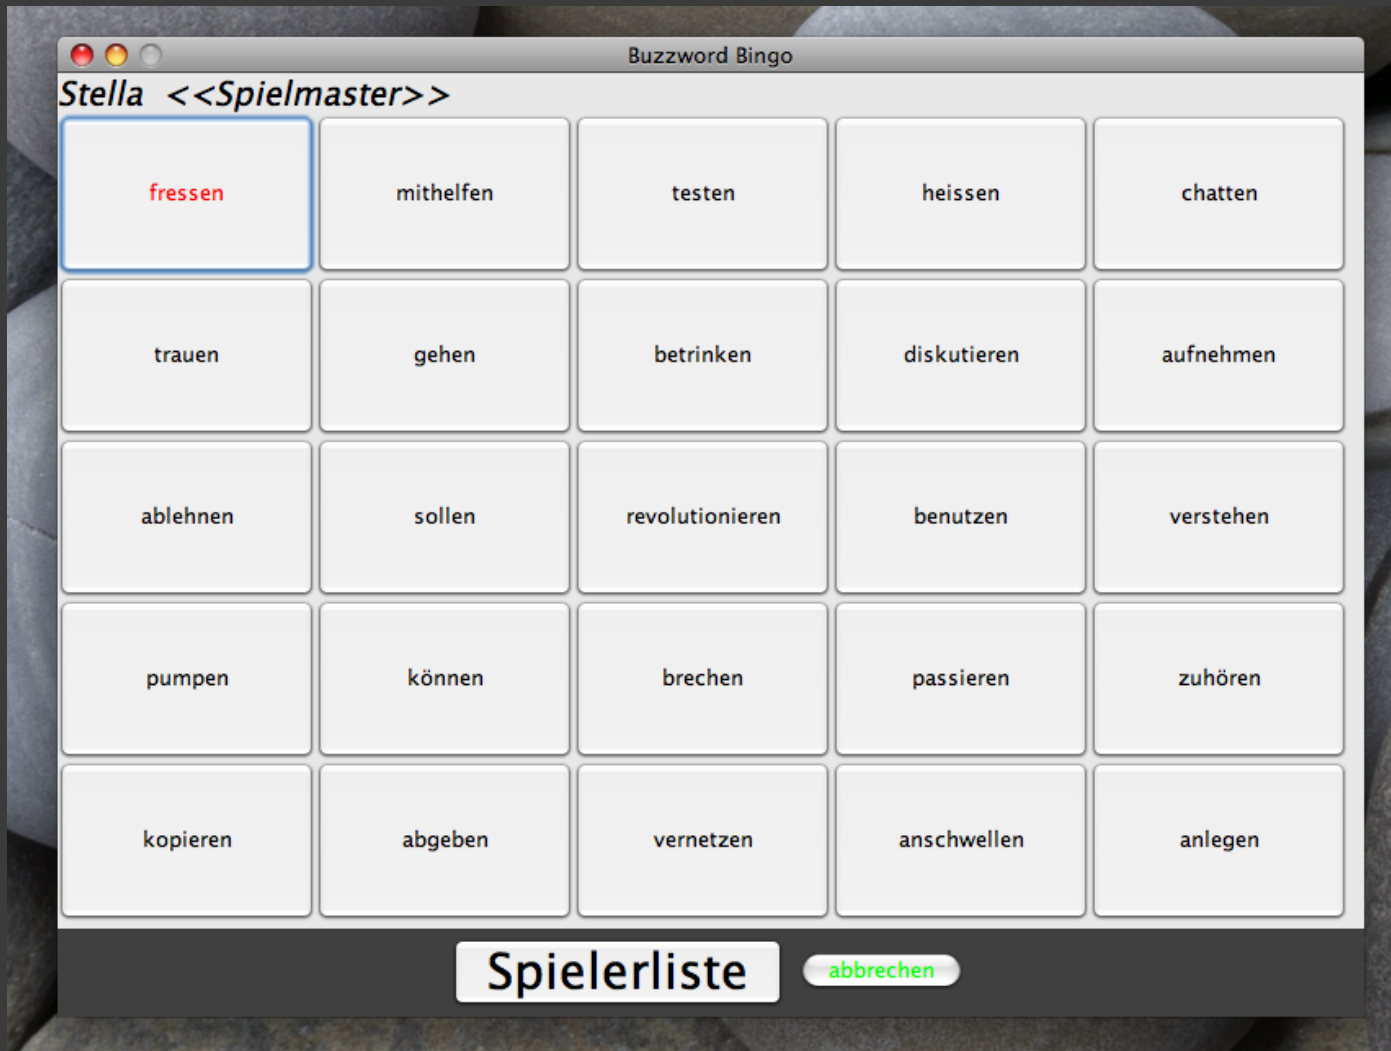 Buzzword Bingo
Stella <<Spielmaster>>
fressen mithelfen testen heissen chatten
trauen gehen betrinken diskutieren aufnehmen
ablehnen sollen revolutionieren benutzen verstehen
pumpen können brechen passieren zuhören
kopieren abgeben vernetzen anschwellen anlegen
Spielerliste abbrechen